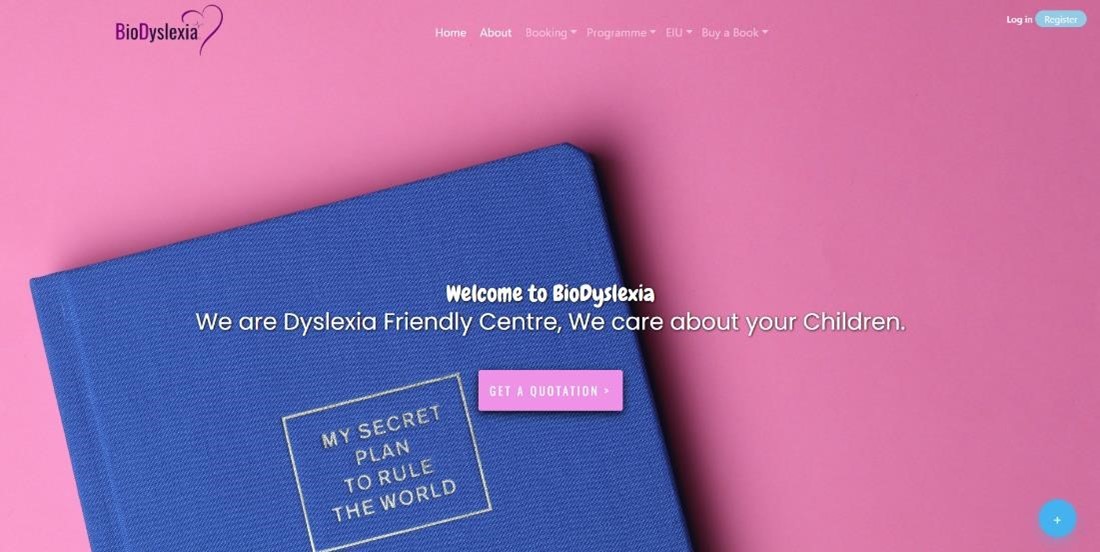 BioDyslexia
Home About Booking Programme EIU Buy a Book
Log in Register
Welcome to BioDyslexia
We are Dyslexia Friendly Centre, We care about your Children.
GET A QUOTATION >
MY SECRET
PLAN
TO RULE
THE WORLD
+